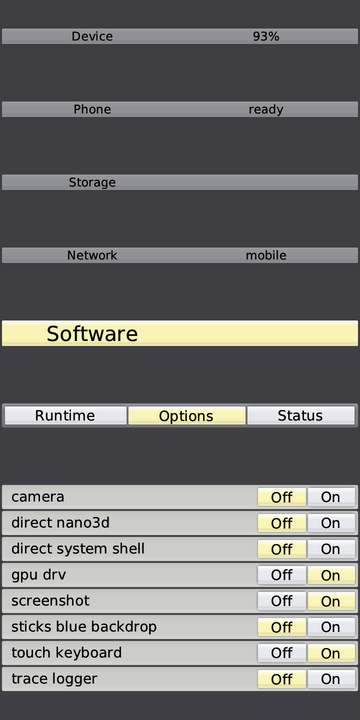 Device 93%
Phone ready
Storage
Network mobile
Software
Runtime Options Status
camera Off On
direct nano3d Off On
direct system shell Off On
gpu drv Off On
screenshot Off On
sticks blue backdrop Off On
touch keyboard Off On
trace logger Off On